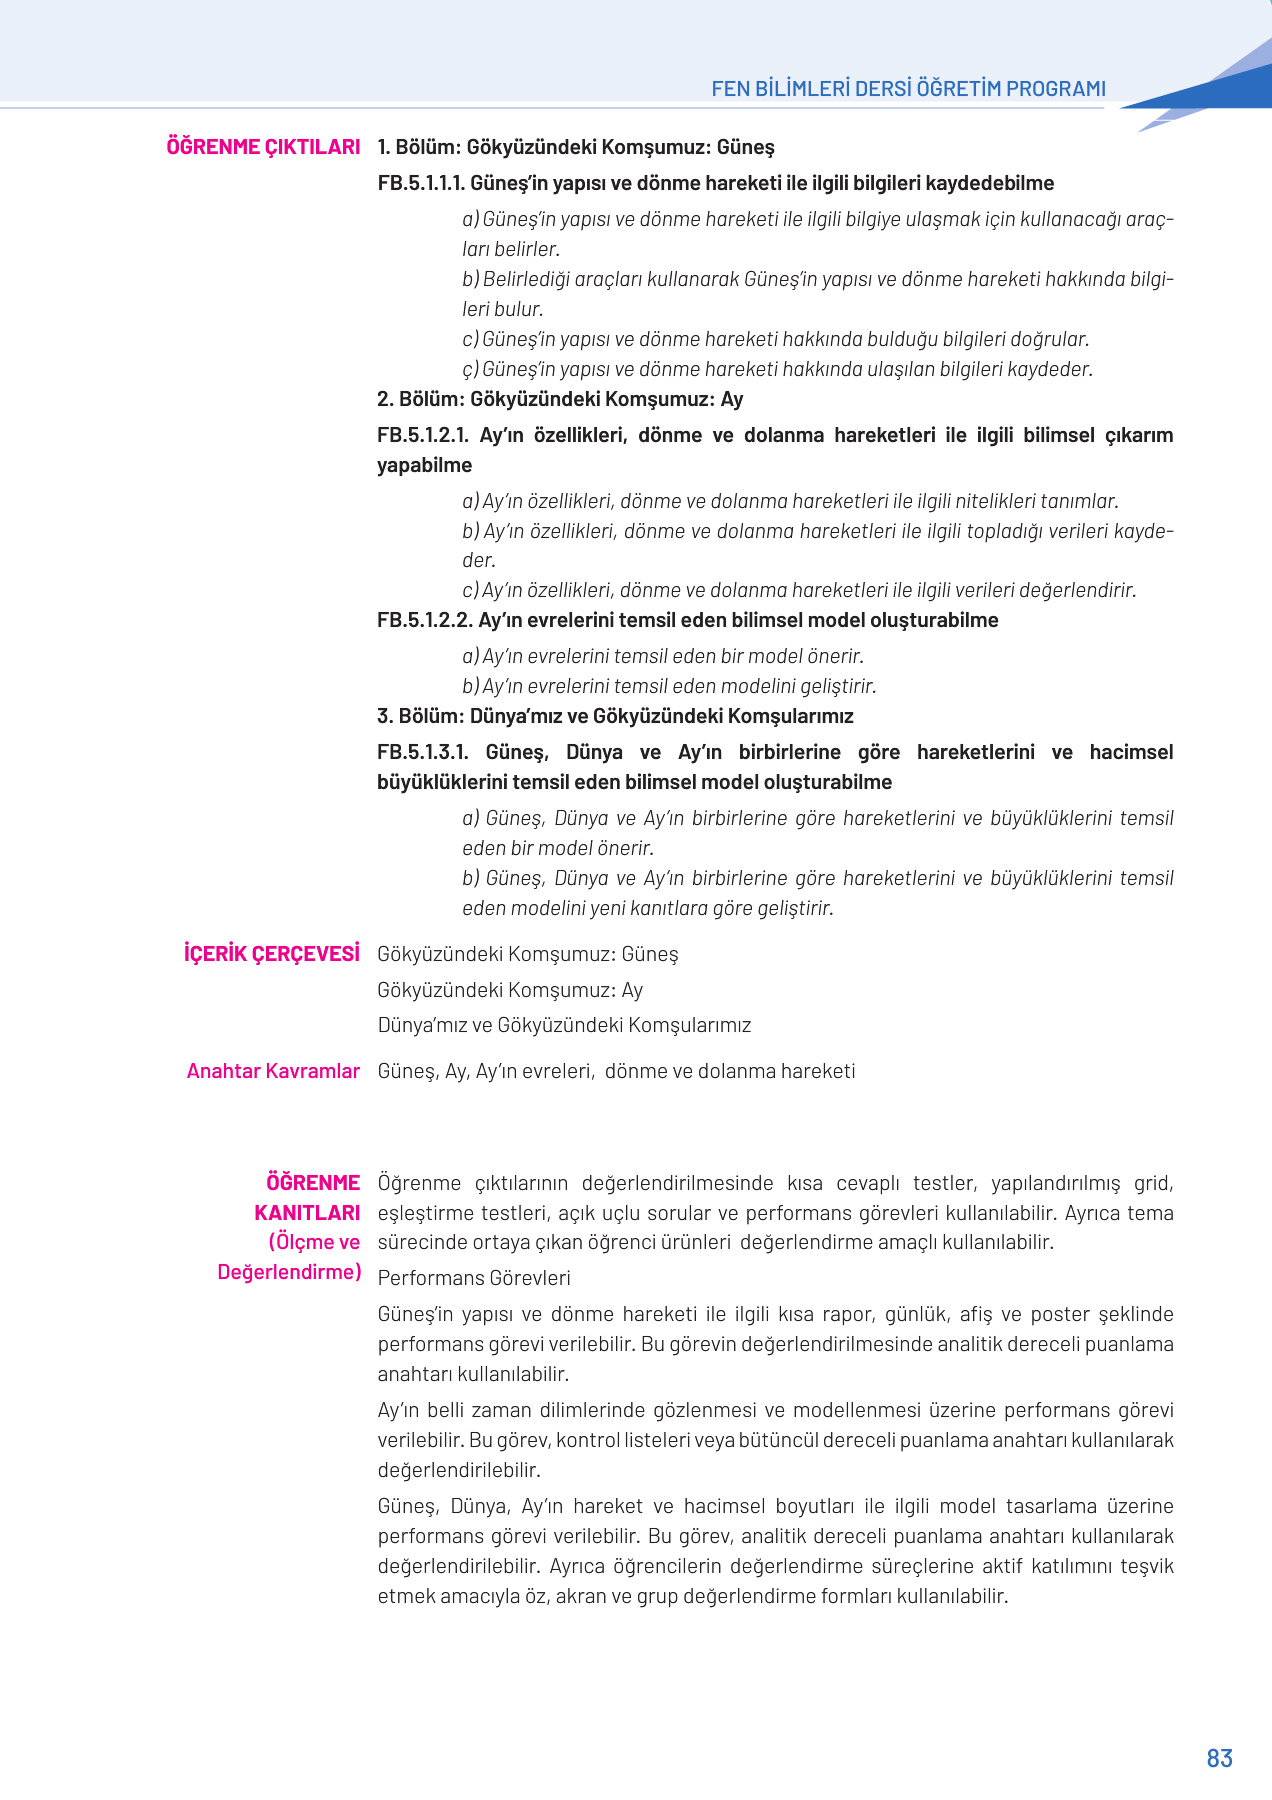 FEN BİLİMLERİ DERSİ ÖĞRETİM PROGRAMI
ÖĞRENME ÇIKTILARI
1. Bölüm: Gökyüzündeki Komşumuz: Güneş
FB.5.1.1.1. Güneş’in yapısı ve dönme hareketi ile ilgili bilgileri kaydedebilme
a) Güneş’in yapısı ve dönme hareketi ile ilgili bilgiye ulaşmak için kullanacağı araç-
ları belirler.
b) Belirlediği araçları kullanarak Güneş’in yapısı ve dönme hareketi hakkında bilgi-
leri bulur.
c) Güneş’in yapısı ve dönme hareketi hakkında bulduğu bilgileri doğrular.
ç) Güneş’in yapısı ve dönme hareketi hakkında ulaşılan bilgileri kaydeder.
2. Bölüm: Gökyüzündeki Komşumuz: Ay
FB.5.1.2.1. Ay’ın özellikleri, dönme ve dolanma hareketleri ile ilgili bilimsel çıkarım
yapabilme
a) Ay’ın özellikleri, dönme ve dolanma hareketleri ile ilgili nitelikleri tanımlar.
b) Ay’ın özellikleri, dönme ve dolanma hareketleri ile ilgili topladığı verileri kayde-
der.
c) Ay’ın özellikleri, dönme ve dolanma hareketleri ile ilgili verileri değerlendirir.
FB.5.1.2.2. Ay’ın evrelerini temsil eden bilimsel model oluşturabilme
a) Ay’ın evrelerini temsil eden bir model önerir.
b) Ay’ın evrelerini temsil eden modelini geliştirir.
3. Bölüm: Dünya’mız ve Gökyüzündeki Komşularımız
FB.5.1.3.1. Güneş, Dünya ve Ay’ın birbirlerine göre hareketlerini ve hacimsel
büyüklüklerini temsil eden bilimsel model oluşturabilme
a) Güneş, Dünya ve Ay’ın birbirlerine göre hareketlerini ve büyüklüklerini temsil
eden bir model önerir.
b) Güneş, Dünya ve Ay’ın birbirlerine göre hareketlerini ve büyüklüklerini temsil
eden modelini yeni kanıtlara göre geliştirir.
İÇERİK ÇERÇEVESİ
Gökyüzündeki Komşumuz: Güneş
Gökyüzündeki Komşumuz: Ay
Dünya’mız ve Gökyüzündeki Komşularımız
Anahtar Kavramlar
Güneş, Ay, Ay’ın evreleri, dönme ve dolanma hareketi
ÖĞRENME
KANITLARI
(Ölçme ve
Değerlendirme)
Öğrenme çıktılarının değerlendirilmesinde kısa cevaplı testler, yapılandırılmış grid,
eşleştirme testleri, açık uçlu sorular ve performans görevleri kullanılabilir. Ayrıca tema
sürecinde ortaya çıkan öğrenci ürünleri değerlendirme amaçlı kullanılabilir.
Performans Görevleri
Güneş’in yapısı ve dönme hareketi ile ilgili kısa rapor, günlük, afiş ve poster şeklinde
performans görevi verilebilir. Bu görevin değerlendirilmesinde analitik dereceli puanlama
anahtarı kullanılabilir.
Ay’ın belli zaman dilimlerinde gözlenmesi ve modellenmesi üzerine performans görevi
verilebilir. Bu görev, kontrol listeleri veya bütüncül dereceli puanlama anahtarı kullanılarak
değerlendirilebilir.
Güneş, Dünya, Ay’ın hareket ve hacimsel boyutları ile ilgili model tasarlama üzerine
performans görevi verilebilir. Bu görev, analitik dereceli puanlama anahtarı kullanılarak
değerlendirilebilir. Ayrıca öğrencilerin değerlendirme süreçlerine aktif katılımını teşvik
etmek amacıyla öz, akran ve grup değerlendirme formları kullanılabilir.
83